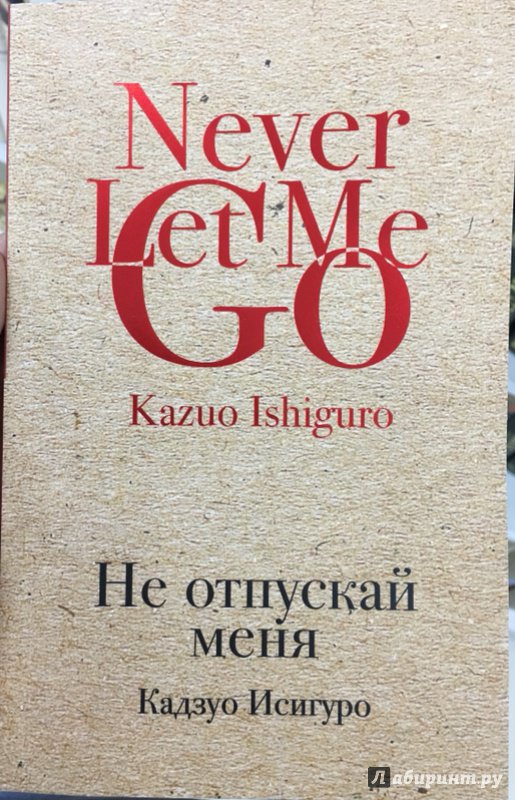 Never
Let Me
GO
Kazuo Ishiguro
Не отпускай
меня
Кадзуо Исигуро
Лабиринт.ру